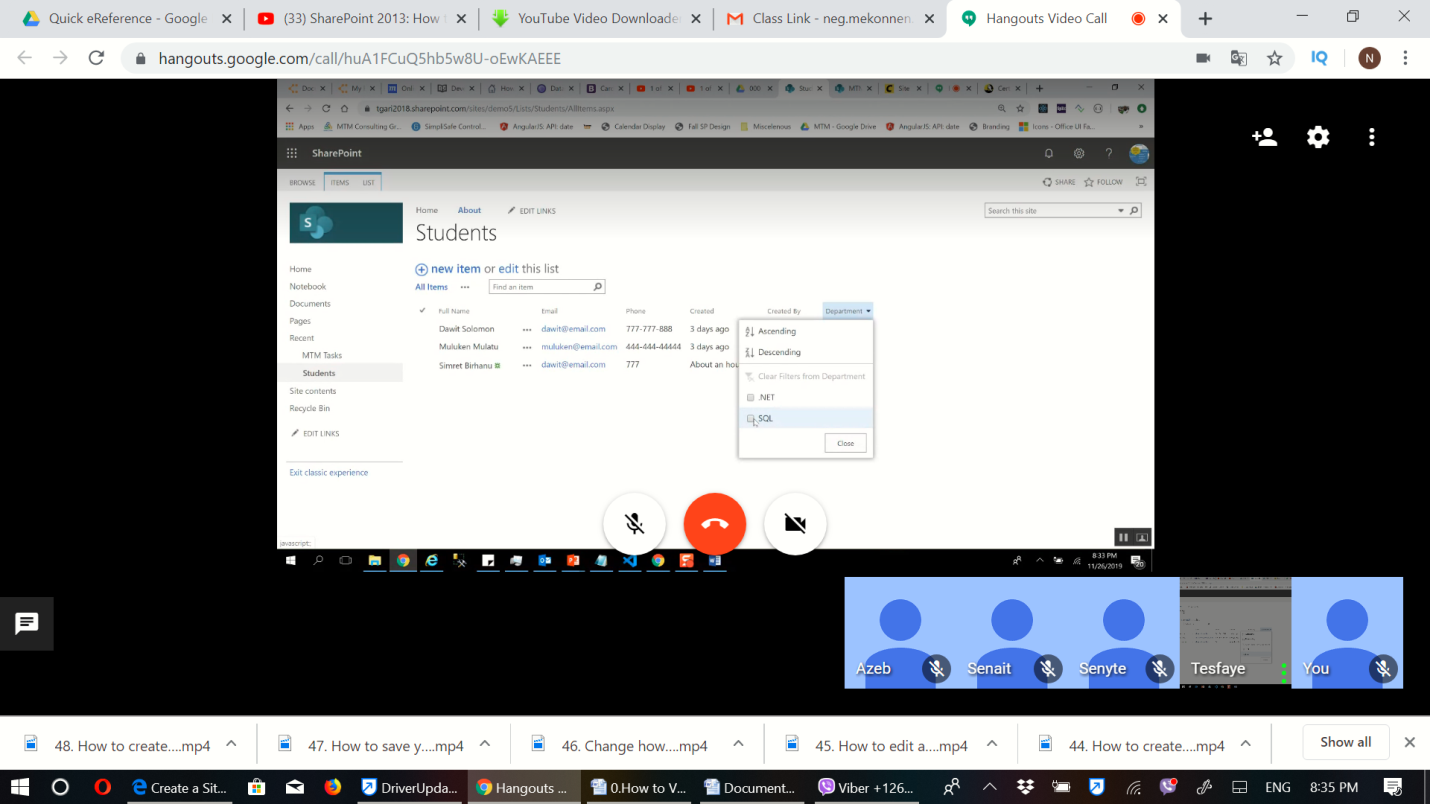 Quick eReference - Google
(33) SharePoint 2013: How
YouTube Video Downloade
Class Link - neg.mekonnen
Hangouts Video Call
hangouts.google.com/call/huA1FCuQ5hb5w8U-oEwKAEEE
IQ
N
tgari2018.sharepoint.com/sites/demo5/Lists/Students/AllItems.aspx
Apps
MTM Consulting Gr...
SimpliSafe Control...
AngularJS: API: date
Calendar Display
Fall SP Design
Miscelenous
MTM - Google Drive
AngularJS: API: date
Branding
Icons - Office UI Fa...
SharePoint
BROWSE
ITEMS
LIST
SHARE
FOLLOW
S
Home
About
EDIT LINKS
Search this site
Students
Home
Notebook
Documents
Pages
Recent
MTM Tasks
Students
Site contents
Recycle Bin
EDIT LINKS
Exit classic experience
new item or edit this list
All Items
Find an item
Full Name Email Phone Created Created By Department
Dawit Solomon dawit@email.com 777-777-888 3 days ago
Muluken Mulatu muluken@email.com 444-444-44444 3 days ago
Simret Birhanu dawit@email.com 777 About an hou
Ascending
Descending
Clear Filters from Department
.NET
SQL
Close
javascript:;
8:33 PM
11/26/2019
20
Azeb
Senait
Senyte
Tesfaye
You
48. How to create....mp4
47. How to save y....mp4
46. Change how....mp4
45. How to edit a....mp4
44. How to create....mp4
Show all
Create a Sit...
DriverUpda...
Hangouts ...
0.How to V...
Document...
Viber +126...
ENG
8:35 PM